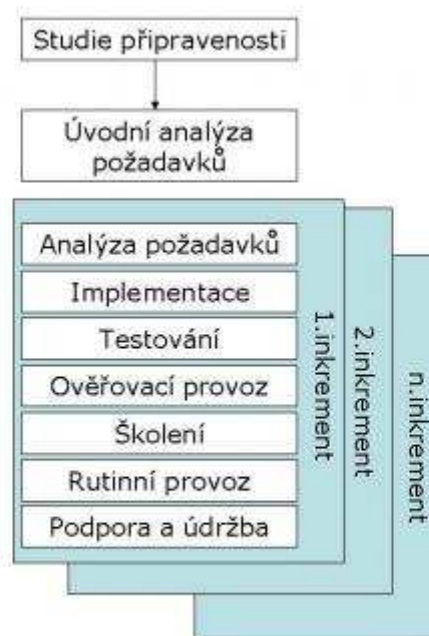 Studie připravenosti
Úvodní analýza
požadavků
Analýza požadavků
Implementace
Testování
Ověřovací provoz
Školení
Rutinní provoz
Podpora a údržba
1.inkrement
2.inkrement
n.inkrement